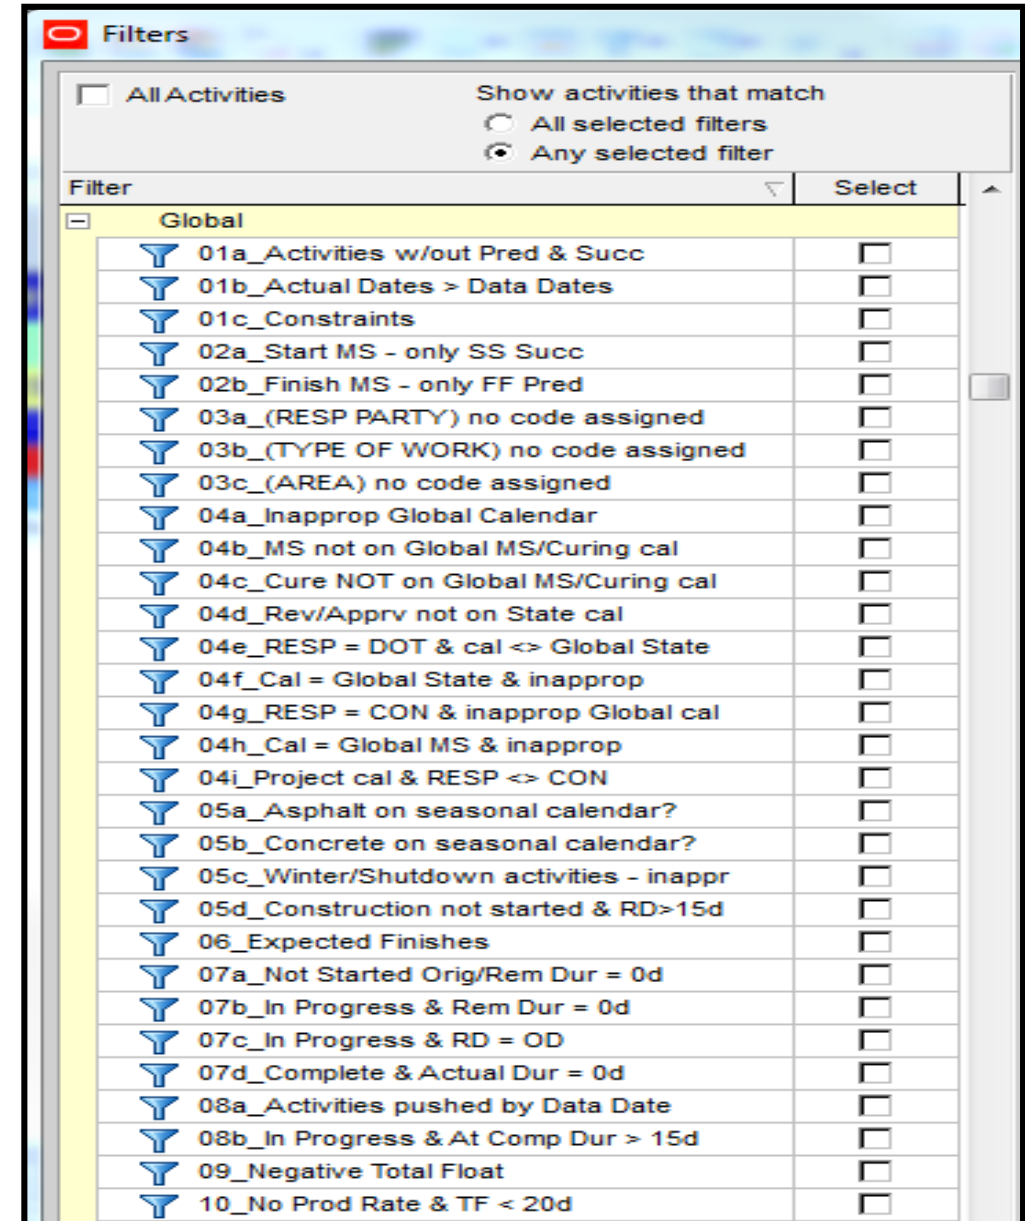 Filters
All Activities
Show activities that match
All selected filters
Any selected filter
Filter Select
Global
01a_Activities w/out Pred & Succ
01b_Actual Dates > Data Dates
01c_Constraints
02a_Start MS - only SS Succ
02b_Finish MS - only FF Pred
03a_(RESP PARTY) no code assigned
03b_(TYPE OF WORK) no code assigned
03c_(AREA) no code assigned
04a_Inapprop Global Calendar
04b_MS not on Global MS/Curing cal
04c_Cure NOT on Global MS/Curing cal
04d_Rev/Apprv not on State cal
04e_RESP = DOT & cal <> Global State
04f_Cal = Global State & inapprop
04g_RESP = CON & inapprop Global cal
04h_Cal = Global MS & inapprop
04i_Project cal & RESP <> CON
05a_Asphalt on seasonal calendar?
05b_Concrete on seasonal calendar?
05c_Winter/Shutdown activities - inappr
05d_Construction not started & RD>15d
06_Expected Finishes
07a_Not Started Orig/Rem Dur = 0d
07b_In Progress & Rem Dur = 0d
07c_In Progress & RD = OD
07d_Complete & Actual Dur = 0d
08a_Activities pushed by Data Date
08b_In Progress & At Comp Dur > 15d
09_Negative Total Float
10_No Prod Rate & TF < 20d